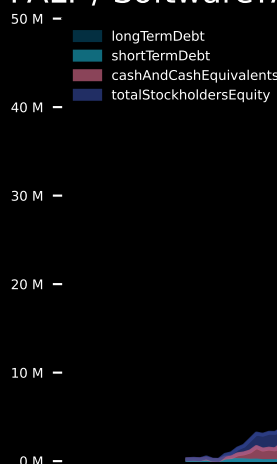 50 M
longTermDebt
shortTermDebt
cashAndCashEquivalents
totalStockholdersEquity
40 M
30 M
20 M
10 M
0 M